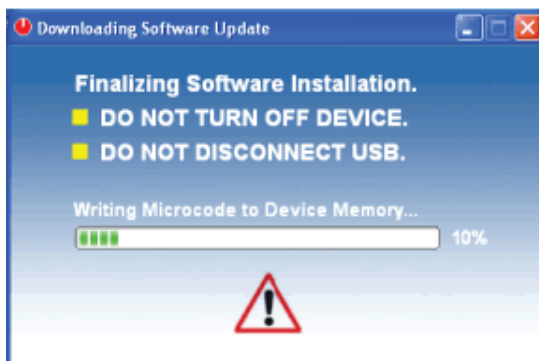 Downloading Software Update
Finalizing Software Installation.
DO NOT TURN OFF DEVICE.
DO NOT DISCONNECT USB.
Writing Microcode to Device Memory...
10%
!